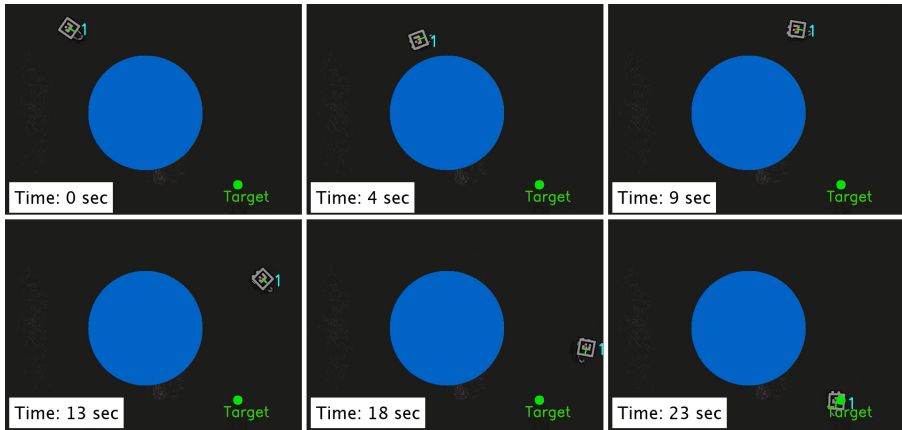 1
Target
Time: 0 sec
1
Target
Time: 4 sec
1
Target
Time: 9 sec
1
Target
Time: 13 sec
1
Target
Time: 18 sec
1
Target
Time: 23 sec